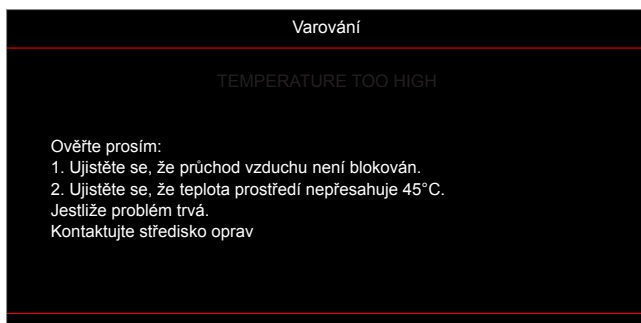 Varování
TEMPERATURE TOO HIGH
Ověřte prosím:
1. Ujistěte se, že průchod vzduchu není blokován.
2. Ujistěte se, že teplota prostředí nepřesahuje 45°C.
Jestliže problém trvá.
Kontaktujte středisko oprav